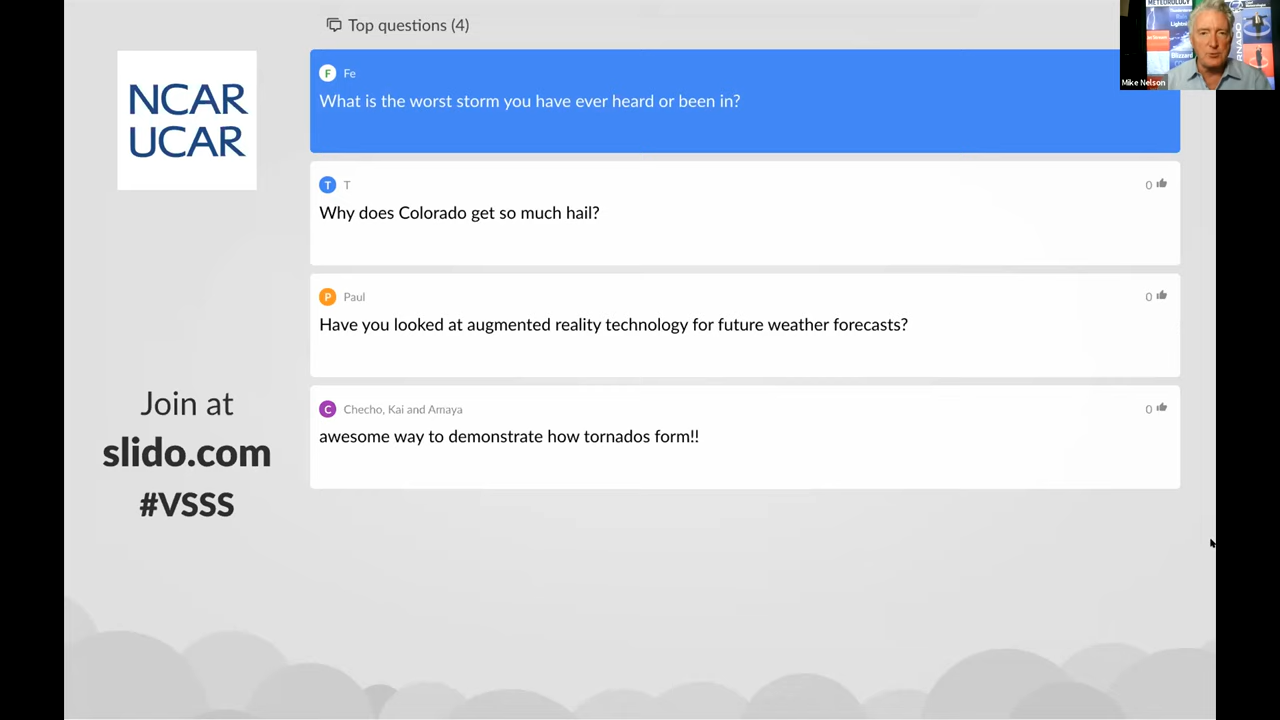 Top questions (4)
METEOROLOGY
Mike Nelson
NCAR
UCAR
F Fe
What is the worst storm you have ever heard or been in?
T T 0
Why does Colorado get so much hail?
P Paul 0
Have you looked at augmented reality technology for future weather forecasts?
C Checho, Kai and Amaya 0
awesome way to demonstrate how tornados form!!
Join at
slido.com
#VSSS